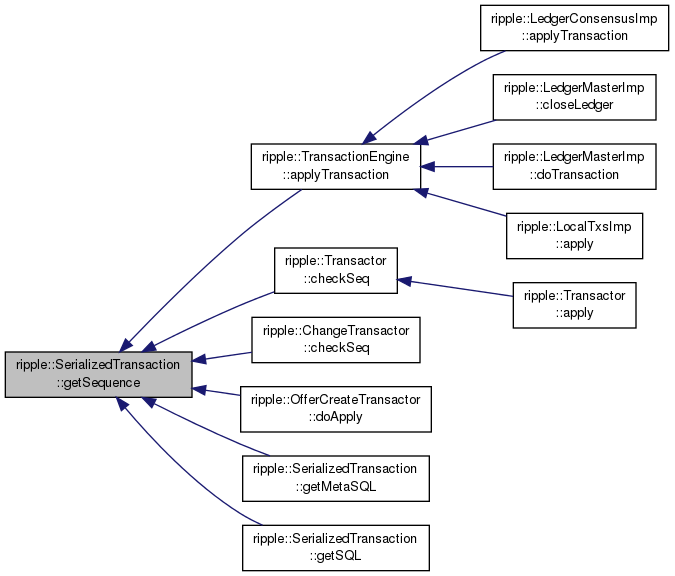 ripple::LedgerConsensusImp
::applyTransaction
ripple::LedgerMasterImp
::closeLedger
ripple::TransactionEngine
::applyTransaction
ripple::LedgerMasterImp
::doTransaction
ripple::LocalTxsImp
::apply
ripple::Transactor
::checkSeq
ripple::Transactor
::apply
ripple::ChangeTransactor
::checkSeq
ripple::SerializedTransaction
::getSequence
ripple::OfferCreateTransactor
::doApply
ripple::SerializedTransaction
::getMetaSQL
ripple::SerializedTransaction
::getSQL